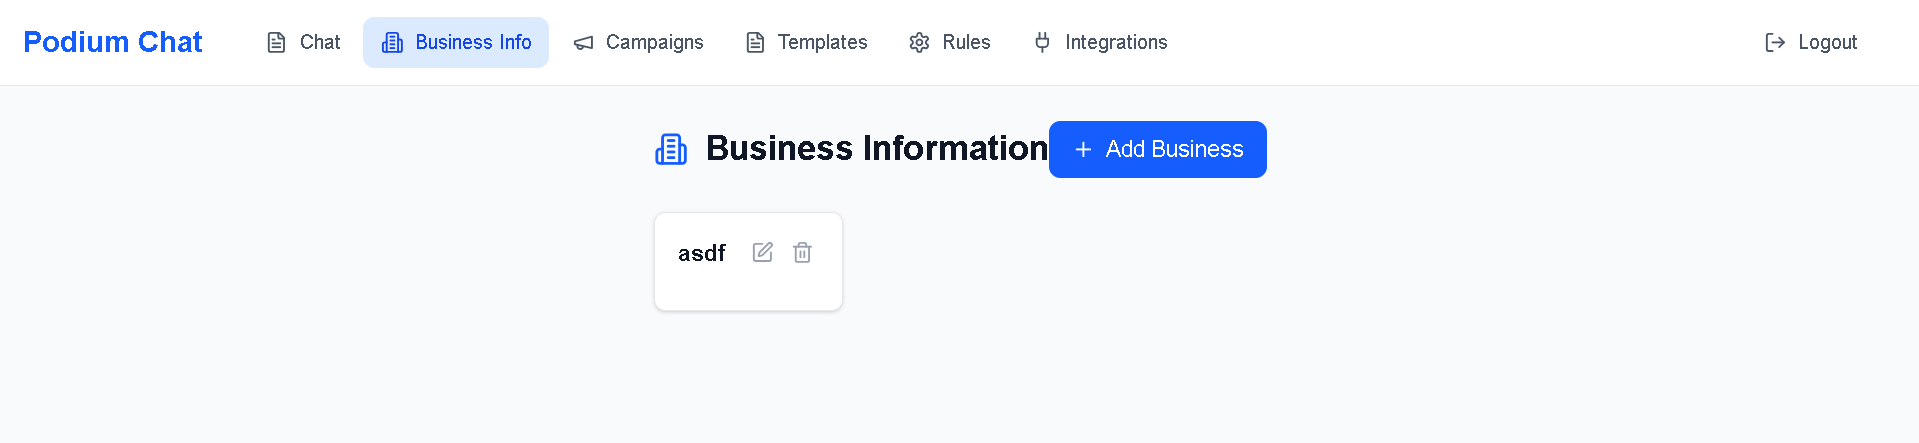 Podium Chat
Chat
Business Info
Campaigns
Templates
Rules
Integrations
Logout
Business Information
Add Business
asdf